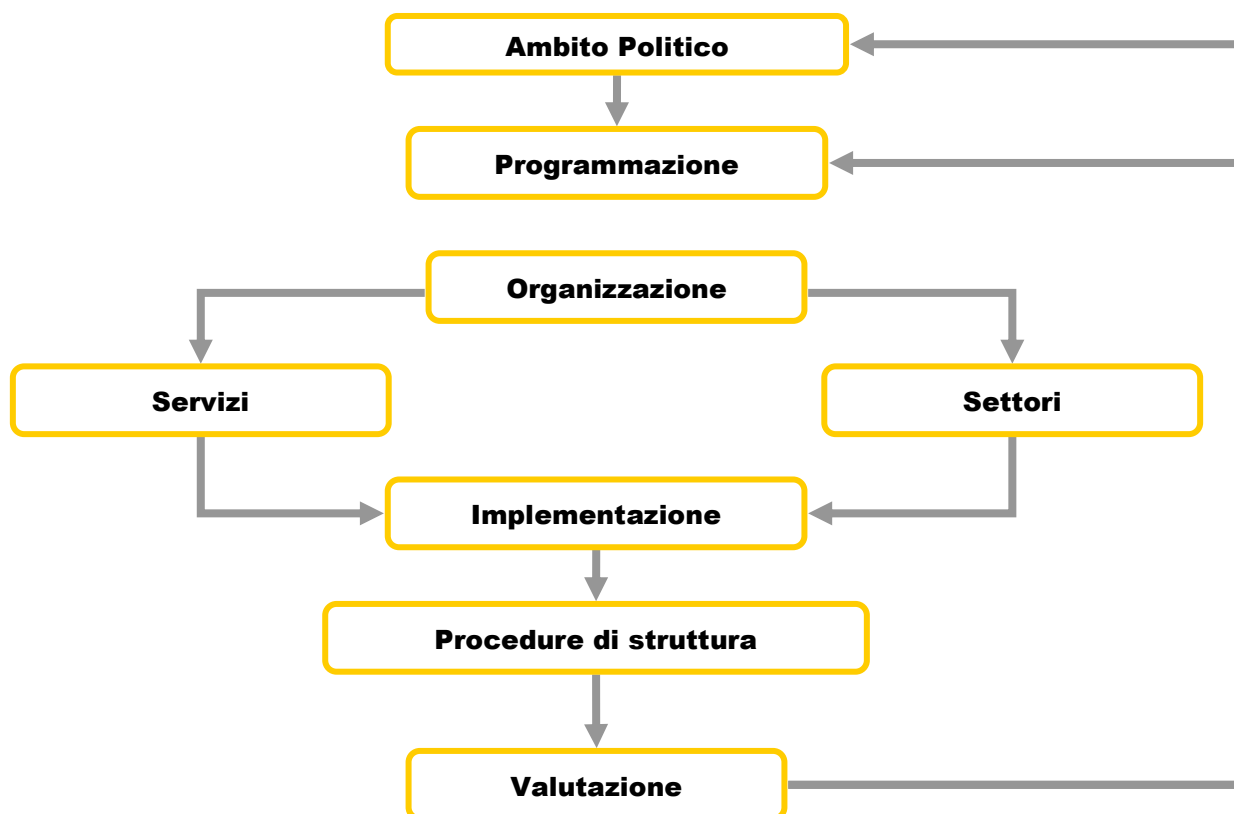 Ambito Politico
Programmazione
Organizzazione
Servizi
Settori
Implementazione
Procedure di struttura
Valutazione